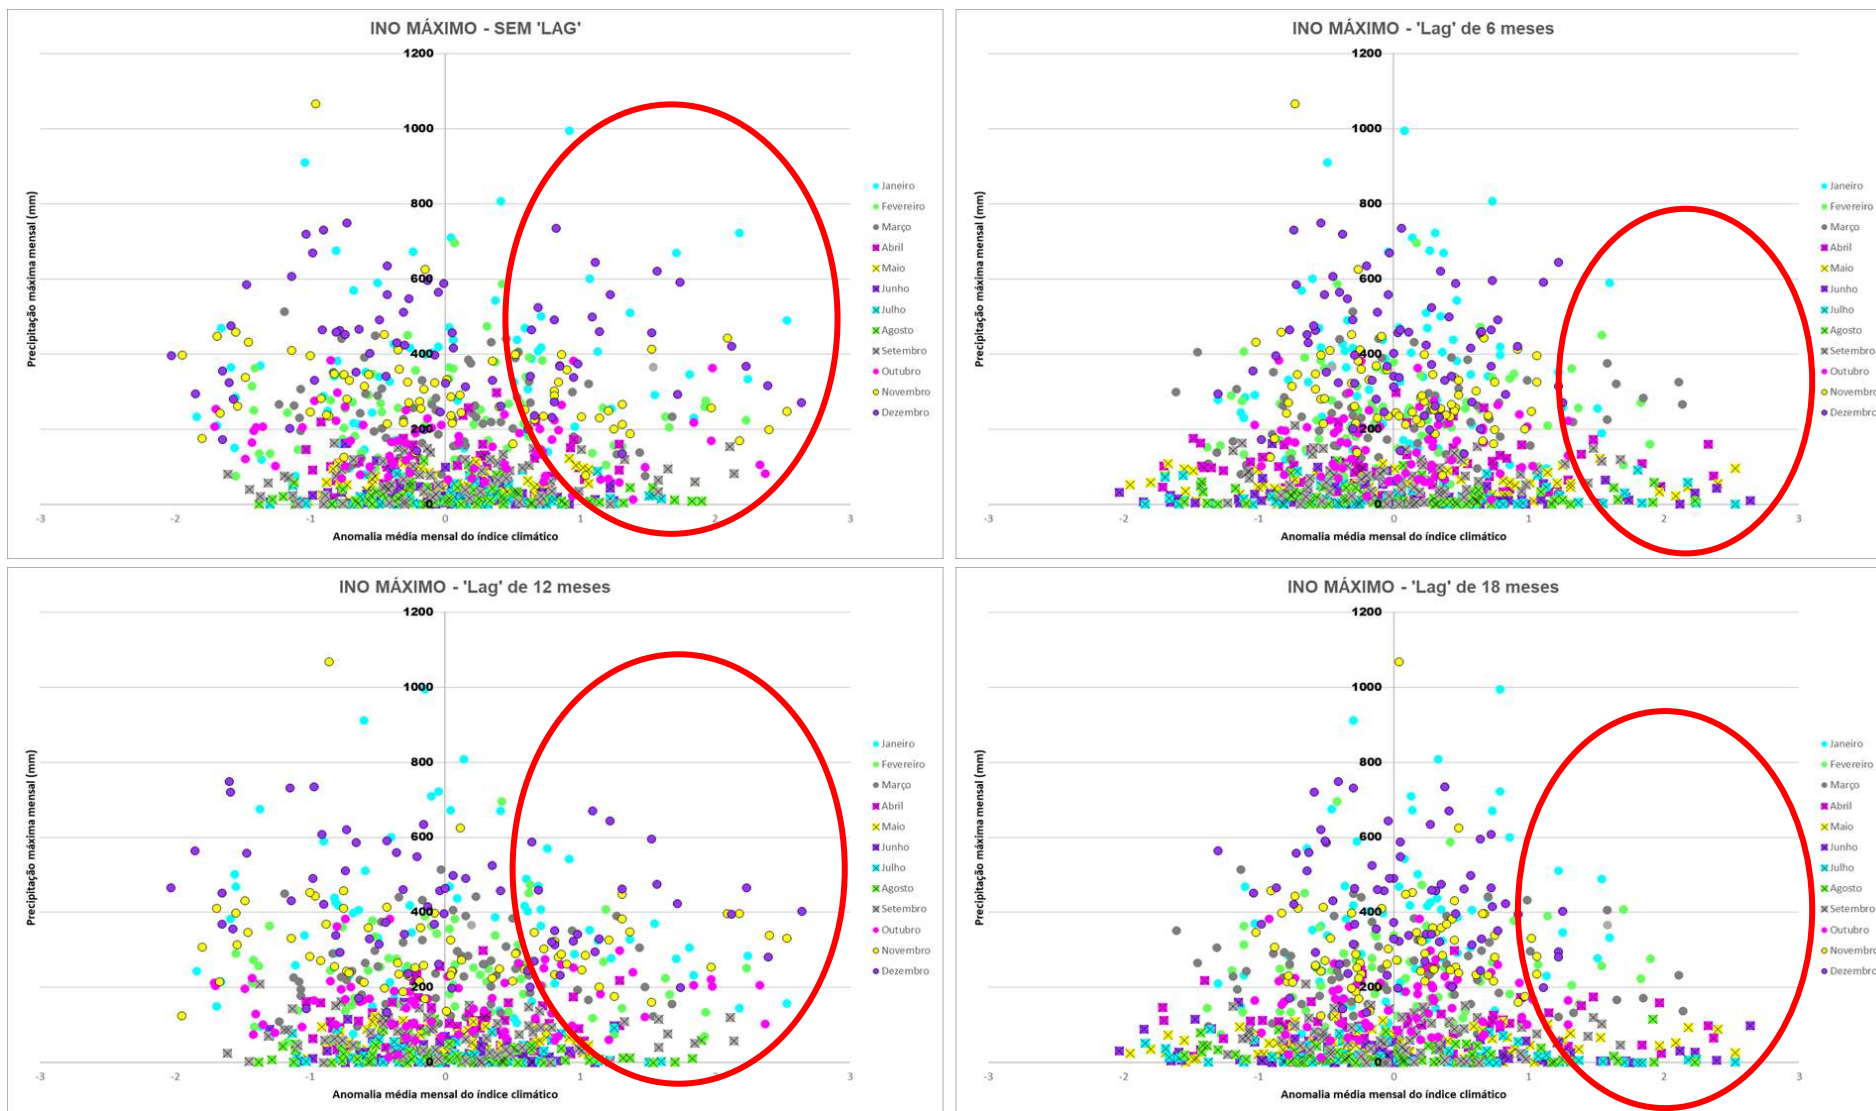 INO MÁXIMO - SEM 'LAG'
1200
1000
800
600
400
200
0
-3
-2
-1
0
1
2
3
Precipitação máxima mensal (mm)
Anomalia média mensal do índice climático
Janeiro
Fevereiro
Março
Abril
Maio
Junho
Julho
Agosto
Setembro
Outubro
Novembro
Dezembro
INO MÁXIMO - 'Lag' de 6 meses
1200
1000
800
600
400
200
0
-3
-2
-1
0
1
2
3
Precipitação máxima mensal (mm)
Anomalia média mensal do índice climático
Janeiro
Fevereiro
Março
Abril
Maio
Junho
Julho
Agosto
Setembro
Outubro
Novembro
Dezembro
INO MÁXIMO - 'Lag' de 12 meses
1200
1000
800
600
400
200
0
-3
-2
-1
0
1
2
3
Precipitação máxima mensal (mm)
Anomalia média mensal do índice climático
Janeiro
Fevereiro
Março
Abril
Maio
Junho
Julho
Agosto
Setembro
Outubro
Novembro
Dezembro
INO MÁXIMO - 'Lag' de 18 meses
1200
1000
800
600
400
200
0
-3
-2
-1
0
1
2
3
Precipitação máxima mensal (mm)
Anomalia média mensal do índice climático
Janeiro
Fevereiro
Março
Abril
Maio
Junho
Julho
Agosto
Setembro
Outubro
Novembro
Dezembro